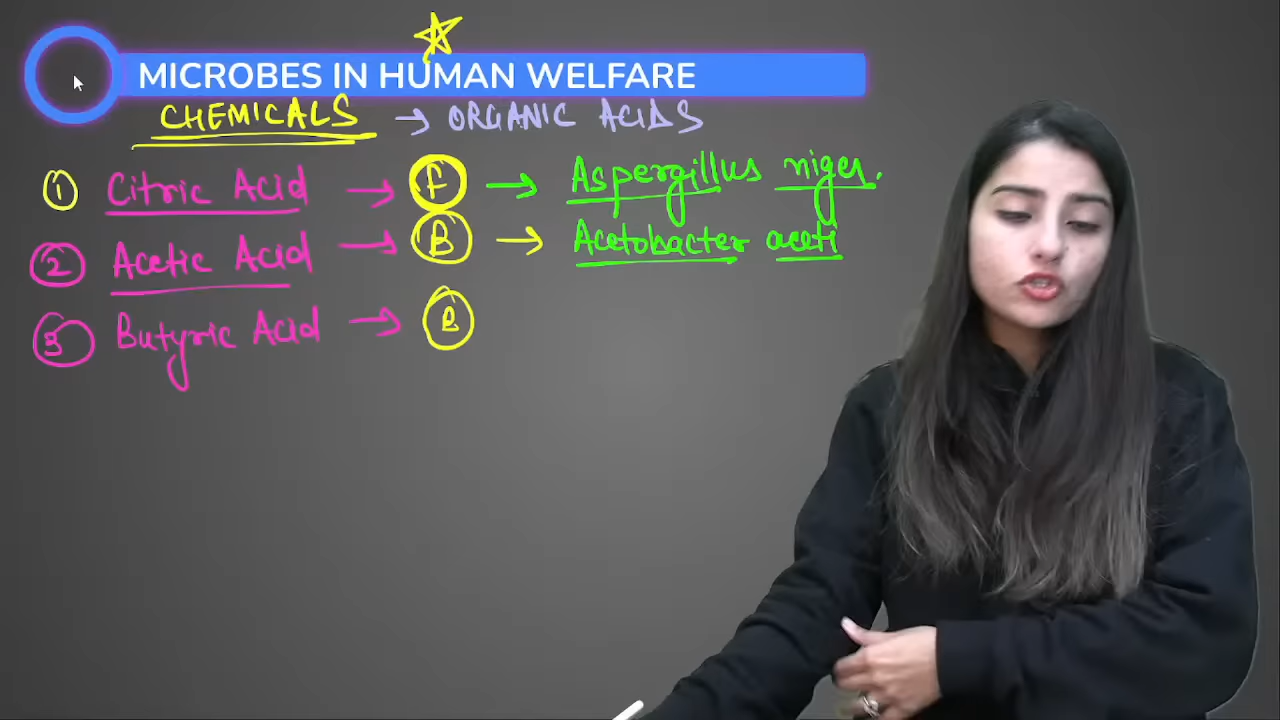 MICROBES IN HUMAN WELFARE
CHEMICALS → ORGANIC ACIDS
① Citric Acid → F → Aspergillus niger.
② Acetic Acid → B → Acetobacter aceti
③ Butyric Acid → B